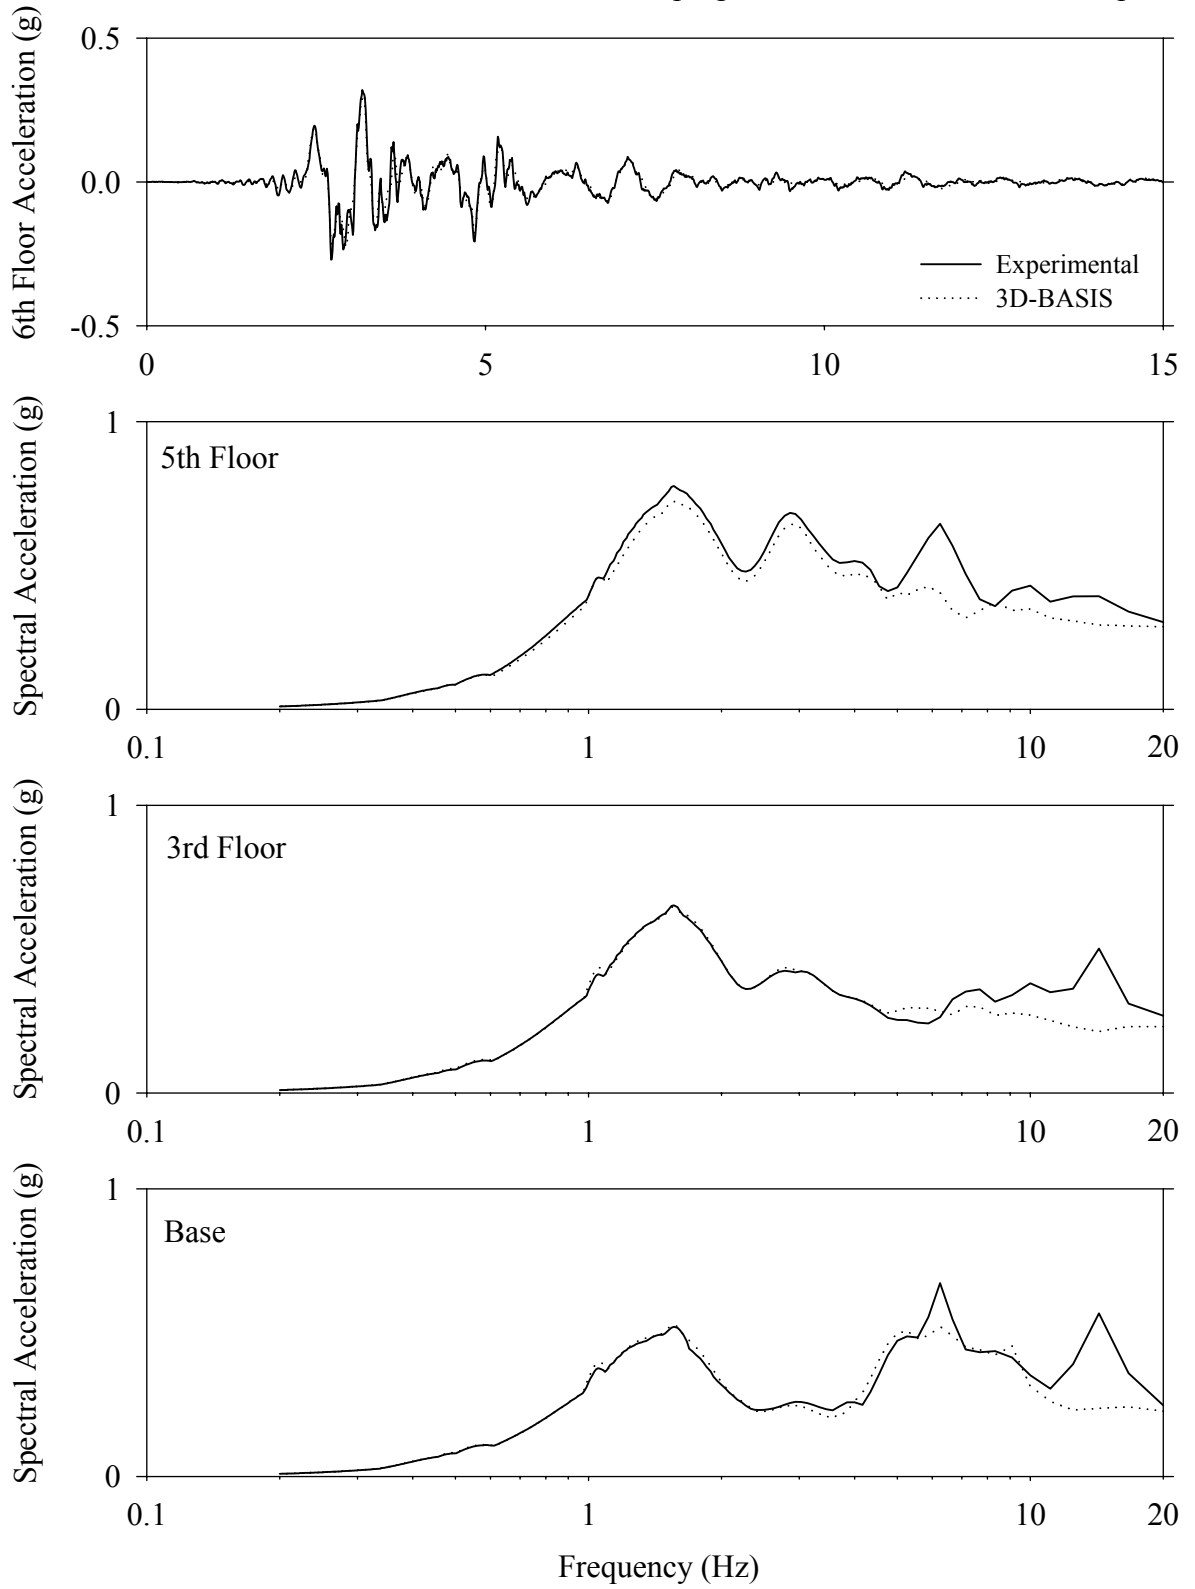 6th Floor Acceleration (g)
0.5
0.0
-0.5
Experimental
3D-BASIS
0 5 10 15
Spectral Acceleration (g)
1
5th Floor
0
0.1 1 10 20
Spectral Acceleration (g)
1
3rd Floor
0
0.1 1 10 20
Spectral Acceleration (g)
1
Base
0
0.1 1 10 20
Frequency (Hz)